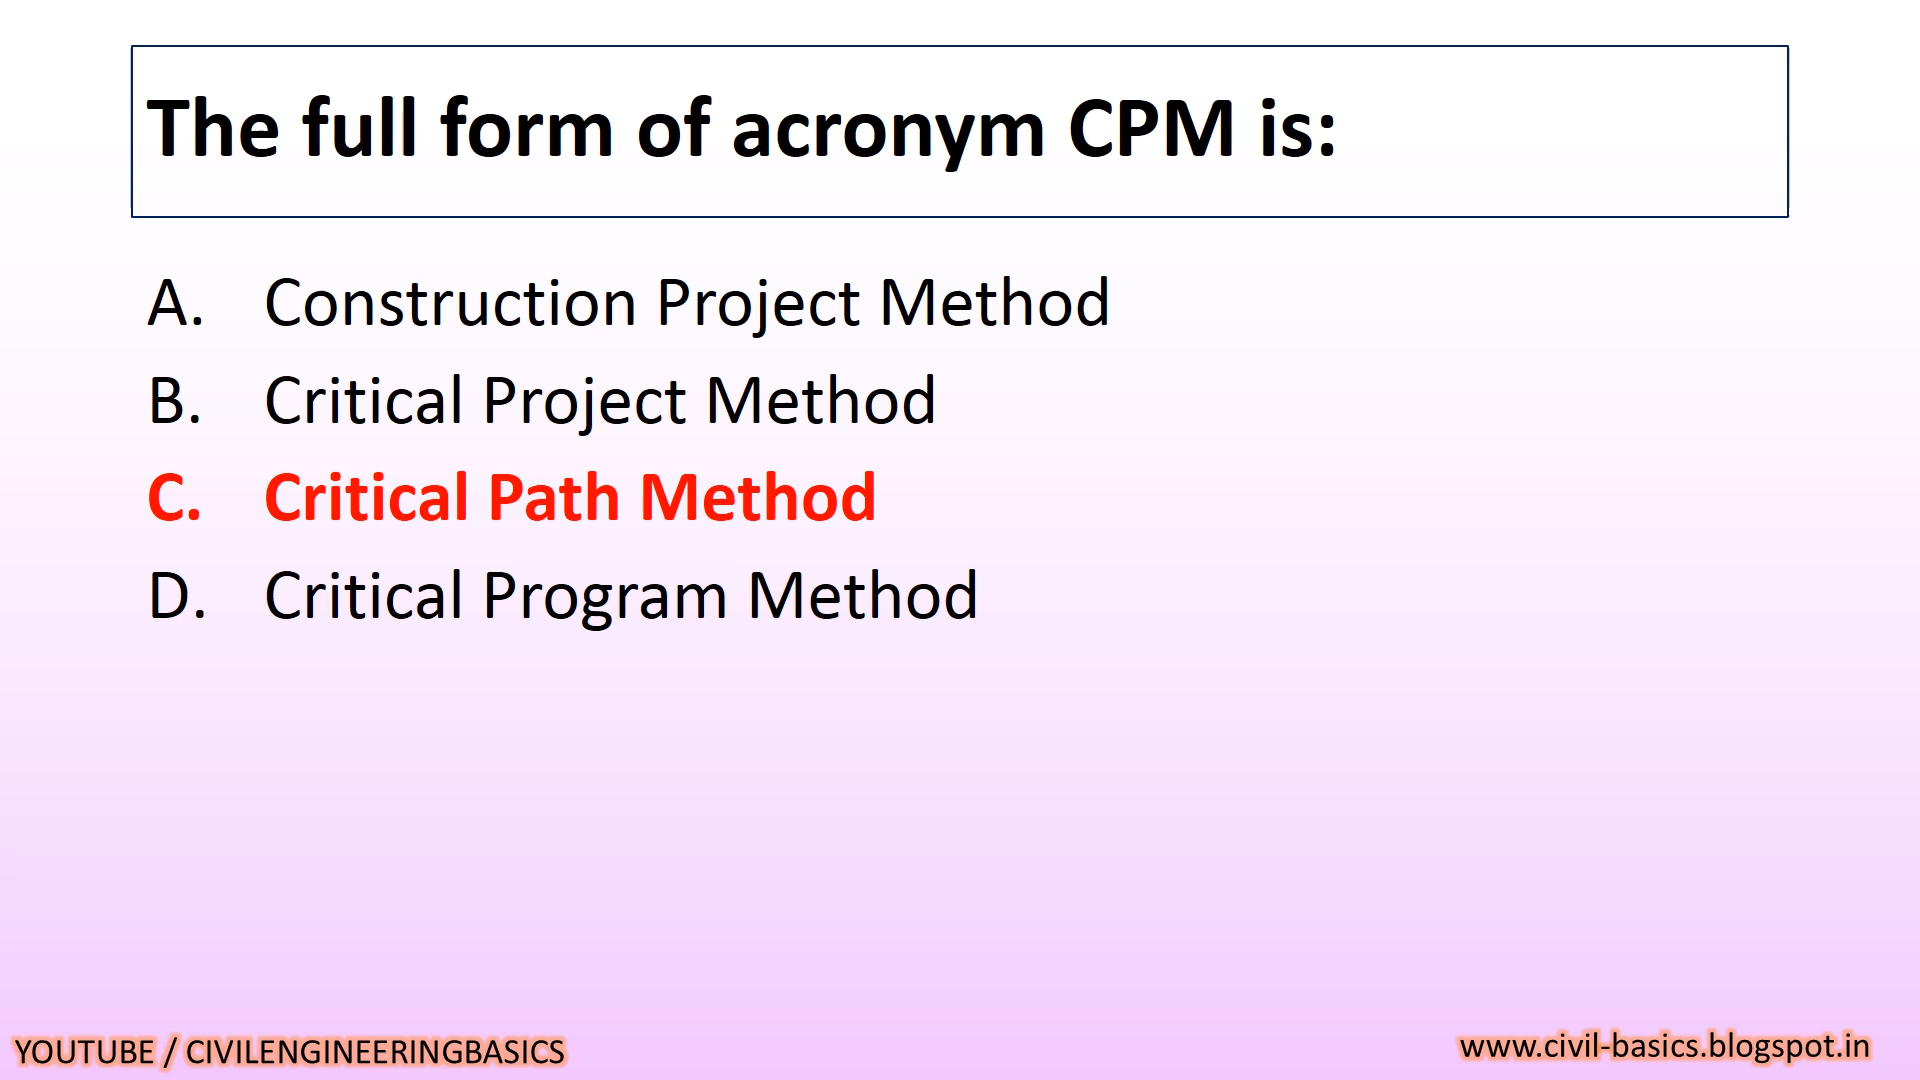 The full form of acronym CPM is:
A. Construction Project Method
B. Critical Project Method
C. Critical Path Method
D. Critical Program Method
YOUTUBE / CIVILENGINEERINGBASICS
www.civil-basics.blogspot.in